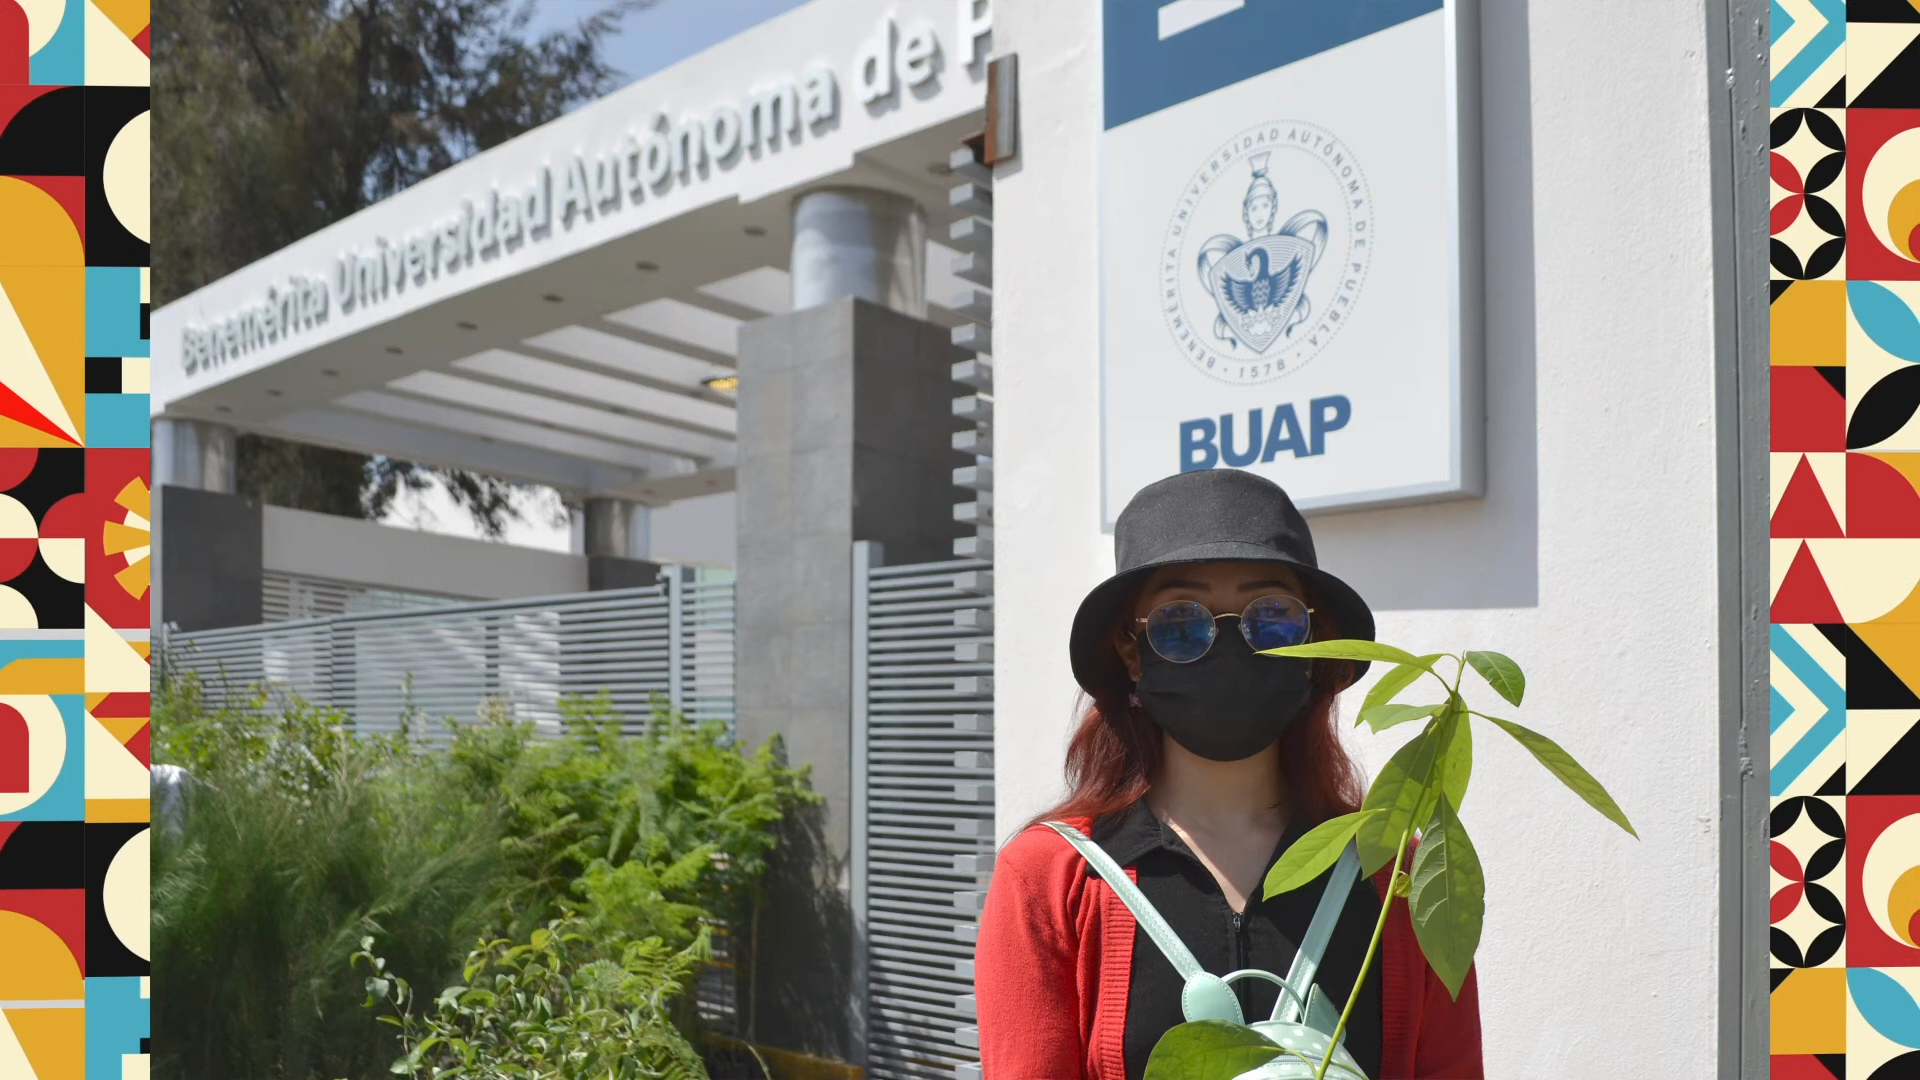 Benemérita Universidad Autónoma de P
BENEMÉRITA UNIVERSIDAD AUTÓNOMA DE PUEBLA · 1578 ·
BUAP